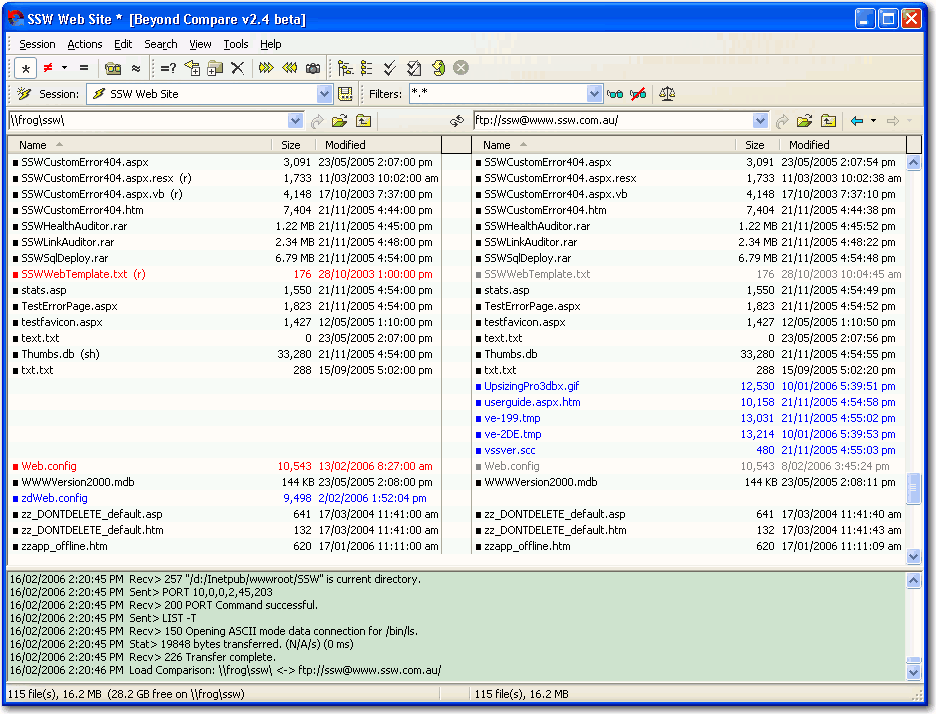 SSW Web Site * [Beyond Compare v2.4 beta]
Session Actions Edit Search View Tools Help
* ≠ = ≈ =?
Session: SSW Web Site Filters: *.*
\\frog\ssw\ ftp://ssw@www.ssw.com.au/
Name Size Modified Name Size Modified
SSWCustomError404.aspx 3,091 23/05/2005 2:07:00 pm SSWCustomError404.aspx 3,091 23/05/2005 2:07:54 pm
SSWCustomError404.aspx.resx (r) 1,733 11/03/2003 10:02:00 am SSWCustomError404.aspx.resx 1,733 11/03/2003 10:02:38 am
SSWCustomError404.aspx.vb (r) 4,148 17/10/2003 7:37:00 pm SSWCustomError404.aspx.vb 4,148 17/10/2003 7:37:10 pm
SSWCustomError404.htm 7,404 21/11/2005 4:44:00 pm SSWCustomError404.htm 7,404 21/11/2005 4:44:38 pm
SSWHealthAuditor.rar 1.22 MB 21/11/2005 4:45:00 pm SSWHealthAuditor.rar 1.22 MB 21/11/2005 4:45:52 pm
SSWLinkAuditor.rar 2.34 MB 21/11/2005 4:48:00 pm SSWLinkAuditor.rar 2.34 MB 21/11/2005 4:48:22 pm
SSWSqlDeploy.rar 6.79 MB 21/11/2005 4:54:00 pm SSWSqlDeploy.rar 6.79 MB 21/11/2005 4:54:48 pm
SSWWebTemplate.txt (r) 176 28/10/2003 1:00:00 pm SSWWebTemplate.txt 176 28/10/2003 10:04:45 am
stats.asp 1,550 21/11/2005 4:54:00 pm stats.asp 1,550 21/11/2005 4:54:49 pm
TestErrorPage.aspx 1,823 21/11/2005 4:54:00 pm TestErrorPage.aspx 1,823 21/11/2005 4:54:52 pm
testfavicon.aspx 1,427 12/05/2005 1:10:00 pm testfavicon.aspx 1,427 12/05/2005 1:10:50 pm
text.txt 0 23/05/2005 2:07:00 pm text.txt 0 23/05/2005 2:07:56 pm
Thumbs.db (sh) 33,280 21/11/2005 4:54:00 pm Thumbs.db 33,280 21/11/2005 4:54:55 pm
txt.txt 288 15/09/2005 5:02:00 pm txt.txt 288 15/09/2005 5:02:20 pm
UpsizingPro3dbx.gif 12,530 10/01/2006 5:39:51 pm
userguide.aspx.htm 10,158 21/11/2005 4:54:58 pm
ve-199.tmp 13,031 21/11/2005 4:55:02 pm
ve-2DE.tmp 13,214 10/01/2006 5:39:53 pm
vssver.scc 480 21/11/2005 4:55:03 pm
Web.config 10,543 13/02/2006 8:27:00 am Web.config 10,543 8/02/2006 3:45:24 pm
WWWVersion2000.mdb 144 KB 23/05/2005 2:08:00 pm WWWVersion2000.mdb 144 KB 23/05/2005 2:08:11 pm
zdWeb.config 9,498 2/02/2006 1:52:04 pm
zz_DONTDELETE_default.asp 641 17/03/2004 11:41:00 am zz_DONTDELETE_default.asp 641 17/03/2004 11:41:40 am
zz_DONTDELETE_default.htm 132 17/03/2004 11:41:00 am zz_DONTDELETE_default.htm 132 17/03/2004 11:41:43 am
zzapp_offline.htm 620 17/01/2006 11:11:00 am zzapp_offline.htm 620 17/01/2006 11:11:09 am
16/02/2006 2:20:45 PM Recv> 257 "/d:/Inetpub/wwwroot/SSW" is current directory.
16/02/2006 2:20:45 PM Sent> PORT 10,0,0,2,45,203
16/02/2006 2:20:45 PM Recv> 200 PORT Command successful.
16/02/2006 2:20:45 PM Sent> LIST -T
16/02/2006 2:20:45 PM Recv> 150 Opening ASCII mode data connection for /bin/ls.
16/02/2006 2:20:45 PM Stat> 19848 bytes transferred. (N/A/s) (0 ms)
16/02/2006 2:20:45 PM Recv> 226 Transfer complete.
16/02/2006 2:20:46 PM Load Comparison: \\frog\ssw\ <-> ftp://ssw@www.ssw.com.au/
115 file(s), 16.2 MB (28.2 GB free on \\frog\ssw) 115 file(s), 16.2 MB